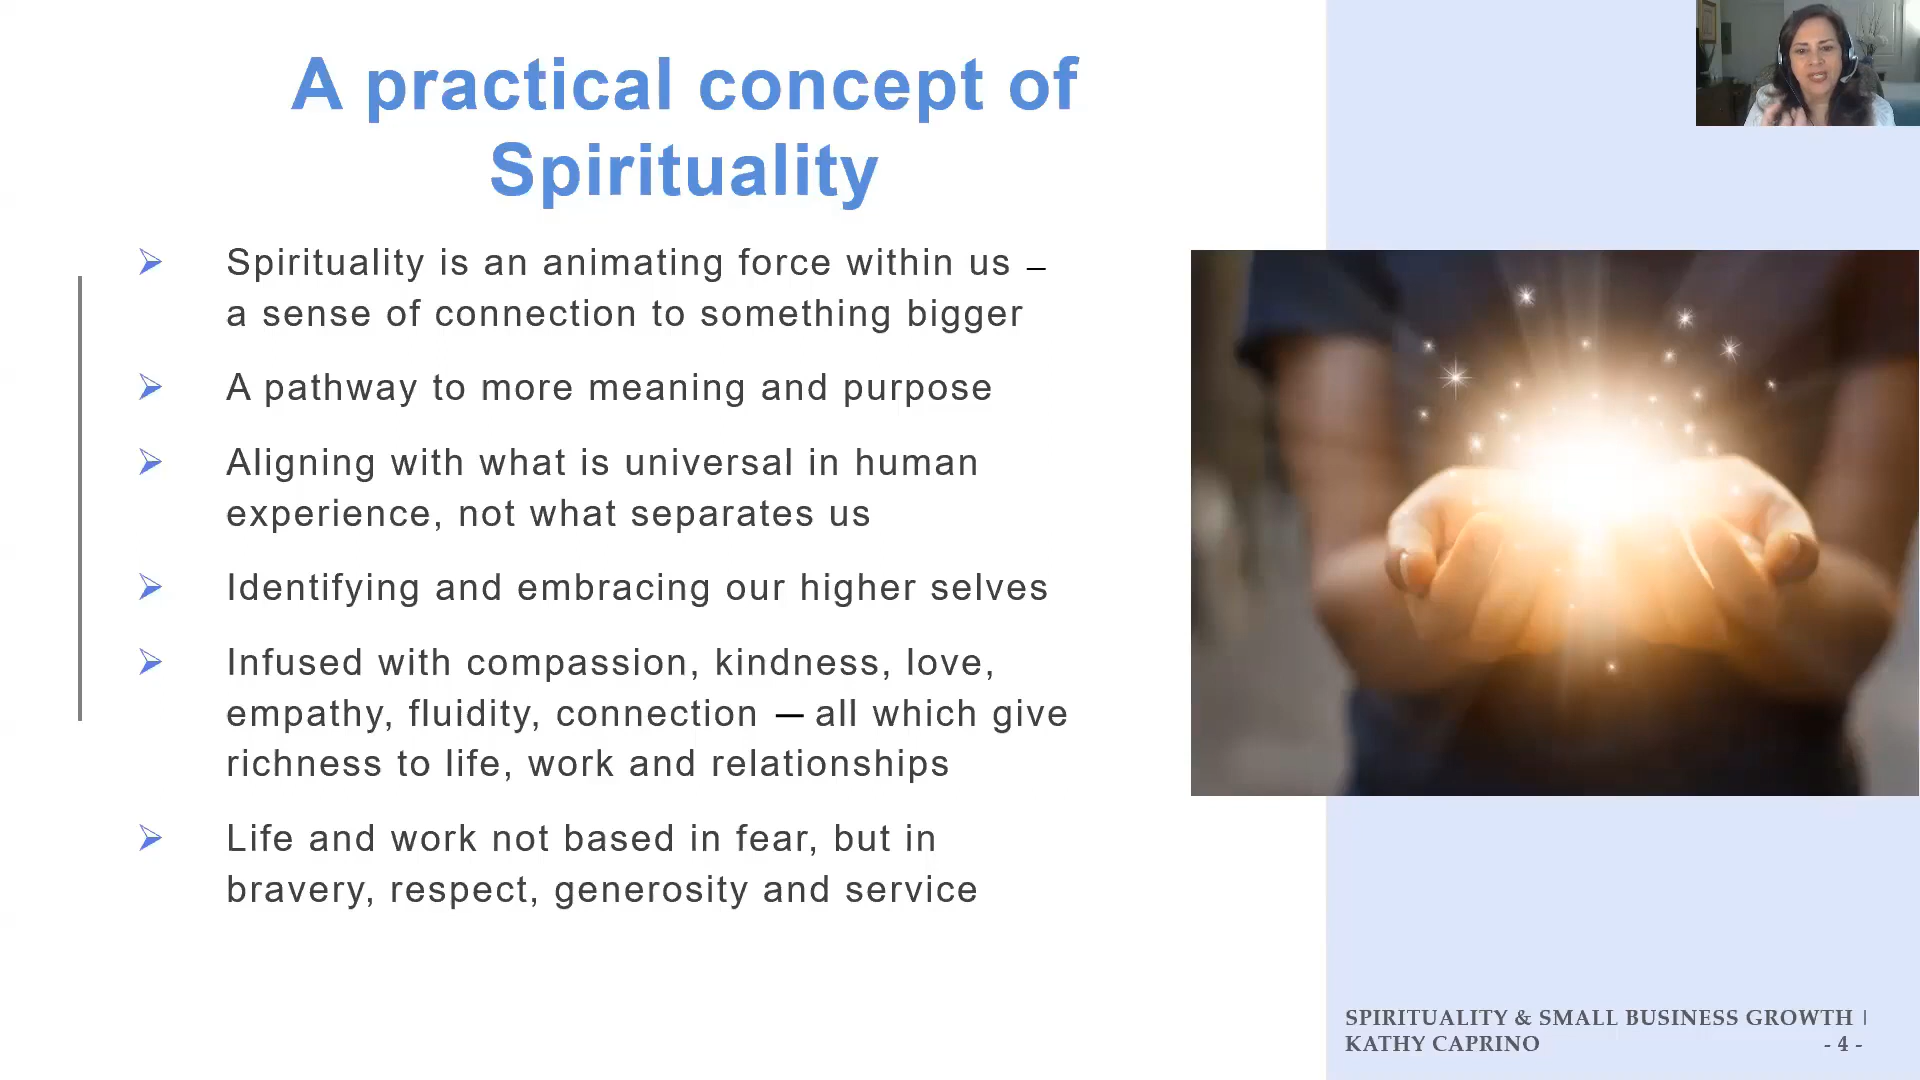 A practical concept of
Spirituality
Spirituality is an animating force within us –
a sense of connection to something bigger
A pathway to more meaning and purpose
Aligning with what is universal in human
experience, not what separates us
Identifying and embracing our higher selves
Infused with compassion, kindness, love,
empathy, fluidity, connection — all which give
richness to life, work and relationships
Life and work not based in fear, but in
bravery, respect, generosity and service
SPIRITUALITY & SMALL BUSINESS GROWTH |
KATHY CAPRINO - 4 -